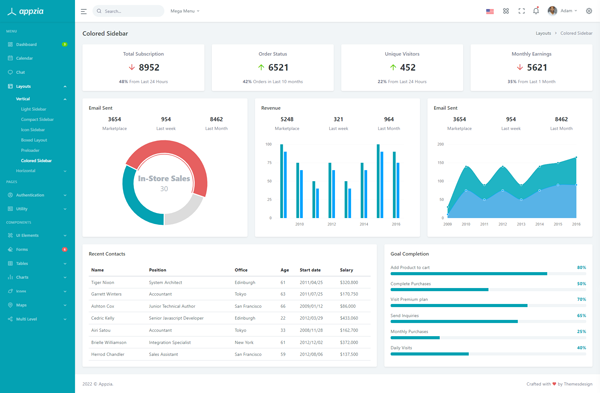 appzia
Search...
Mega Menu
Adam
MENU
Dashboard
Calendar
Chat
Layouts
Vertical
Light Sidebar
Compact Sidebar
Icon Sidebar
Boxed Layout
Preloader
Colored Sidebar
Horizontal
Authentication
Utility
COMPONENTS
UI Elements
Forms
Tables
Charts
Icons
Maps
Multi Level
Colored Sidebar
Layouts
Colored Sidebar
Total Subscription
8952
48% From Last 24 Hours
Order Status
6521
42% Orders in Last 10 months
Unique Visitors
452
22% From Last 24 Hours
Monthly Earnings
5621
35% From Last 1 Month
Email Sent
3654 954 8462
Marketplace Last week Last Month
In-Store Sales
30
Revenue
5248 321 964
Marketplace Last week Last Month
100
75
50
25
0
2010 2012 2014 2016
Email Sent
3654 954 8462
Marketplace Last week Last Month
200
150
100
50
0
2011 2012 2013 2014 2015 2016
Recent Contacts
Name Position Office Age Start date Salary
Tiger Nixon System Architect Edinburgh 61 2011/04/25 $320,800
Garrett Winters Accountant Tokyo 63 2011/07/25 $170,750
Ashton Cox Junior Technical Author San Francisco 66 2009/01/12 $86,000
Cedric Kelly Senior Javascript Developer Edinburgh 22 2012/03/29 $433,060
Airi Satou Accountant Tokyo 33 2008/11/28 $162,700
Brielle Williamson Integration Specialist New York 61 2012/12/02 $372,000
Herrod Chandler Sales Assistant San Francisco 59 2012/08/06 $137,500
Goal Completion
Add Product to cart 80%
Complete Purchases 50%
Visit Premium plan 70%
Send Inquiries 65%
Monthly Purchases 25%
Daily Visits 40%
2022 © Appzia.
Crafted with ❤ by Themesdesign